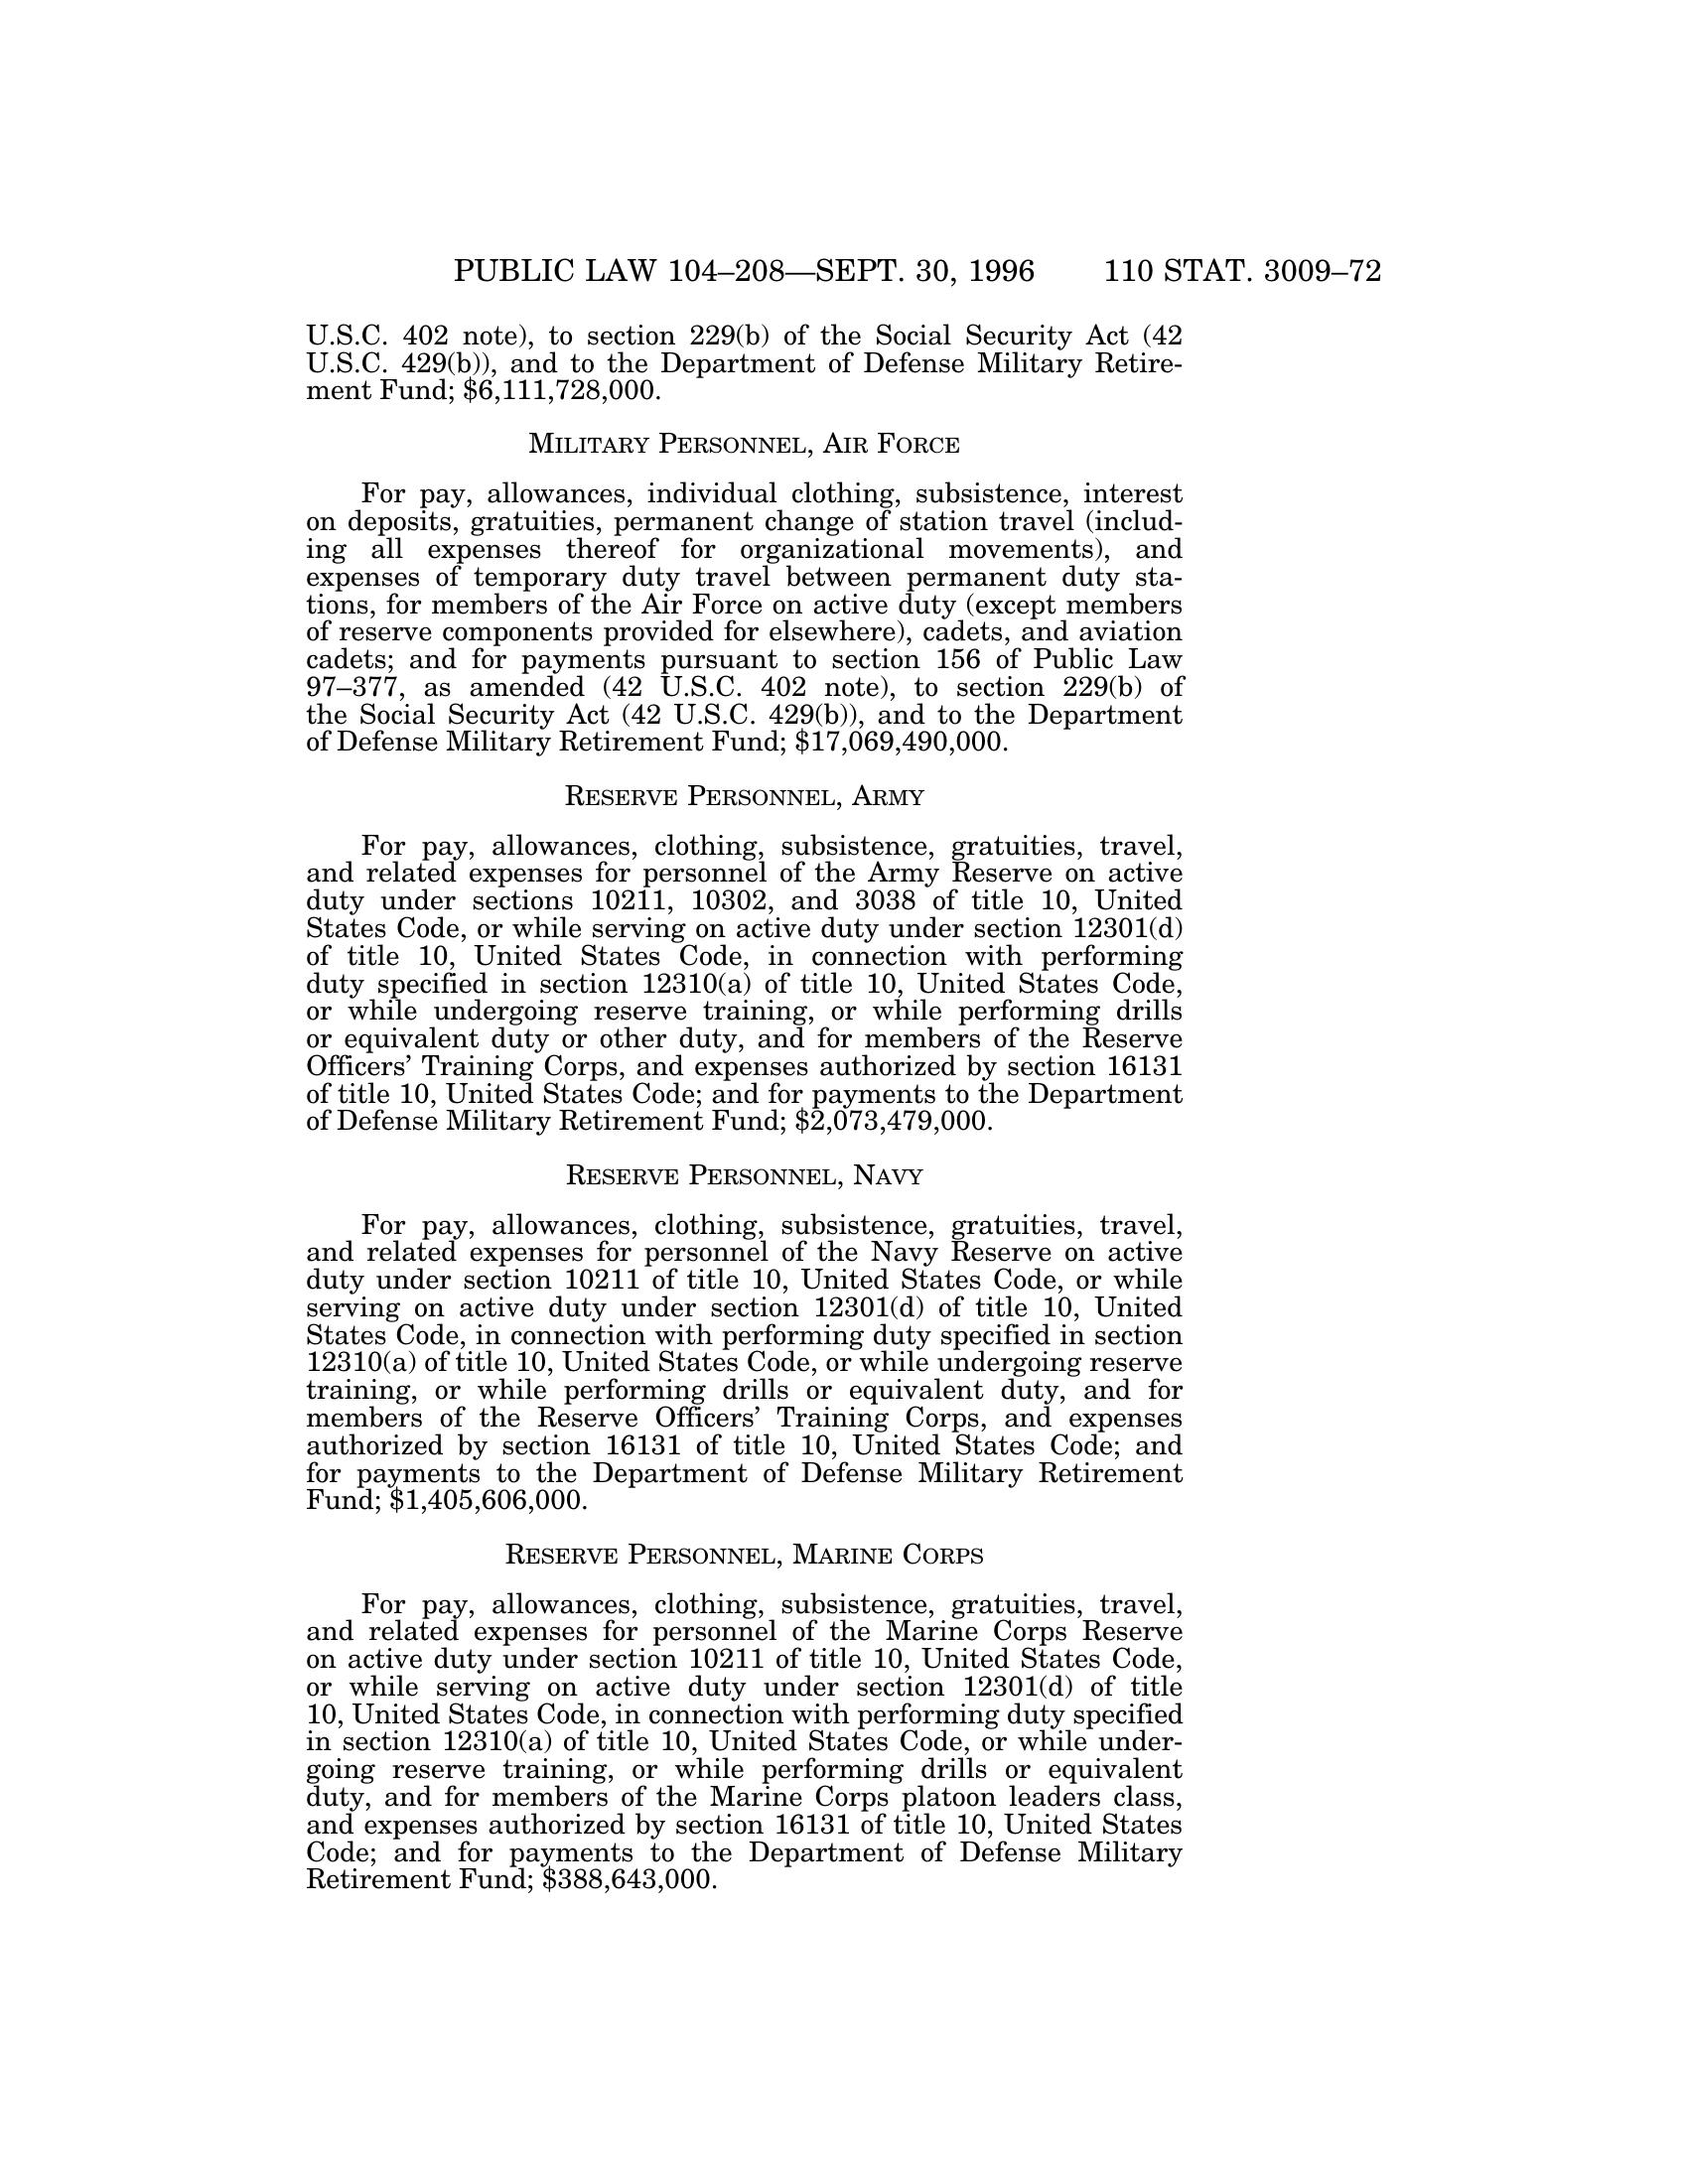 PUBLIC LAW 104–208—SEPT. 30, 1996 110 STAT. 3009–72
U.S.C. 402 note), to section 229(b) of the Social Security Act (42
U.S.C. 429(b)), and to the Department of Defense Military Retire-
ment Fund; $6,111,728,000.
MILITARY PERSONNEL, AIR FORCE
For pay, allowances, individual clothing, subsistence, interest
on deposits, gratuities, permanent change of station travel (includ-
ing all expenses thereof for organizational movements), and
expenses of temporary duty travel between permanent duty sta-
tions, for members of the Air Force on active duty (except members
of reserve components provided for elsewhere), cadets, and aviation
cadets; and for payments pursuant to section 156 of Public Law
97–377, as amended (42 U.S.C. 402 note), to section 229(b) of
the Social Security Act (42 U.S.C. 429(b)), and to the Department
of Defense Military Retirement Fund; $17,069,490,000.
RESERVE PERSONNEL, ARMY
For pay, allowances, clothing, subsistence, gratuities, travel,
and related expenses for personnel of the Army Reserve on active
duty under sections 10211, 10302, and 3038 of title 10, United
States Code, or while serving on active duty under section 12301(d)
of title 10, United States Code, in connection with performing
duty specified in section 12310(a) of title 10, United States Code,
or while undergoing reserve training, or while performing drills
or equivalent duty or other duty, and for members of the Reserve
Officers’ Training Corps, and expenses authorized by section 16131
of title 10, United States Code; and for payments to the Department
of Defense Military Retirement Fund; $2,073,479,000.
RESERVE PERSONNEL, NAVY
For pay, allowances, clothing, subsistence, gratuities, travel,
and related expenses for personnel of the Navy Reserve on active
duty under section 10211 of title 10, United States Code, or while
serving on active duty under section 12301(d) of title 10, United
States Code, in connection with performing duty specified in section
12310(a) of title 10, United States Code, or while undergoing reserve
training, or while performing drills or equivalent duty, and for
members of the Reserve Officers’ Training Corps, and expenses
authorized by section 16131 of title 10, United States Code; and
for payments to the Department of Defense Military Retirement
Fund; $1,405,606,000.
RESERVE PERSONNEL, MARINE CORPS
For pay, allowances, clothing, subsistence, gratuities, travel,
and related expenses for personnel of the Marine Corps Reserve
on active duty under section 10211 of title 10, United States Code,
or while serving on active duty under section 12301(d) of title
10, United States Code, in connection with performing duty specified
in section 12310(a) of title 10, United States Code, or while under-
going reserve training, or while performing drills or equivalent
duty, and for members of the Marine Corps platoon leaders class,
and expenses authorized by section 16131 of title 10, United States
Code; and for payments to the Department of Defense Military
Retirement Fund; $388,643,000.